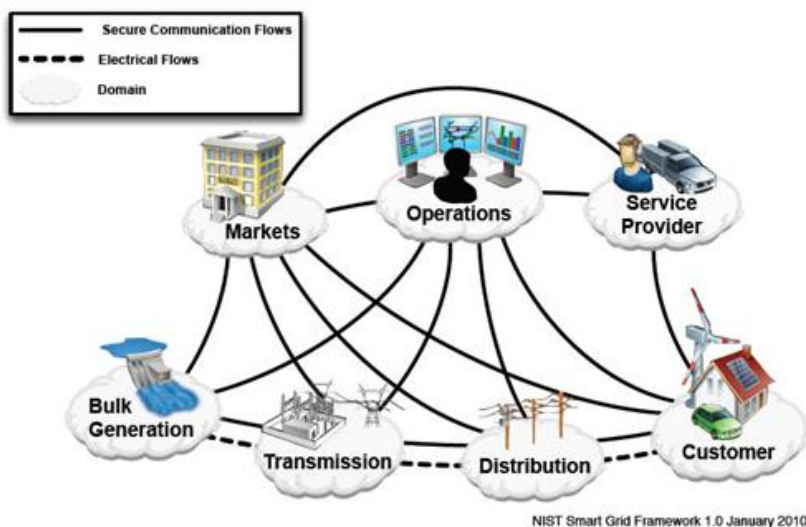 Secure Communication Flows
Electrical Flows
Domain
Markets
Operations
Service
Provider
Bulk
Generation
Transmission
Distribution
Customer
NIST Smart Grid Framework 1.0 January 2010